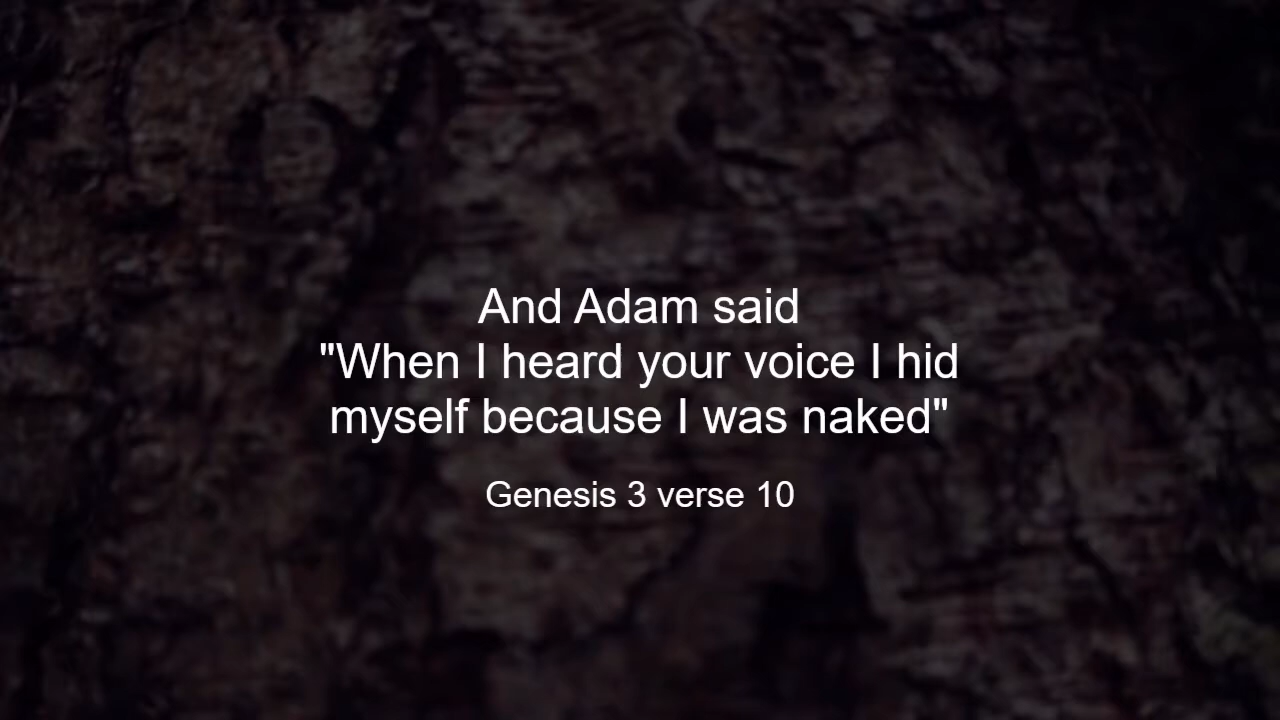 And Adam said
"When I heard your voice I hid
myself because I was naked"
Genesis 3 verse 10